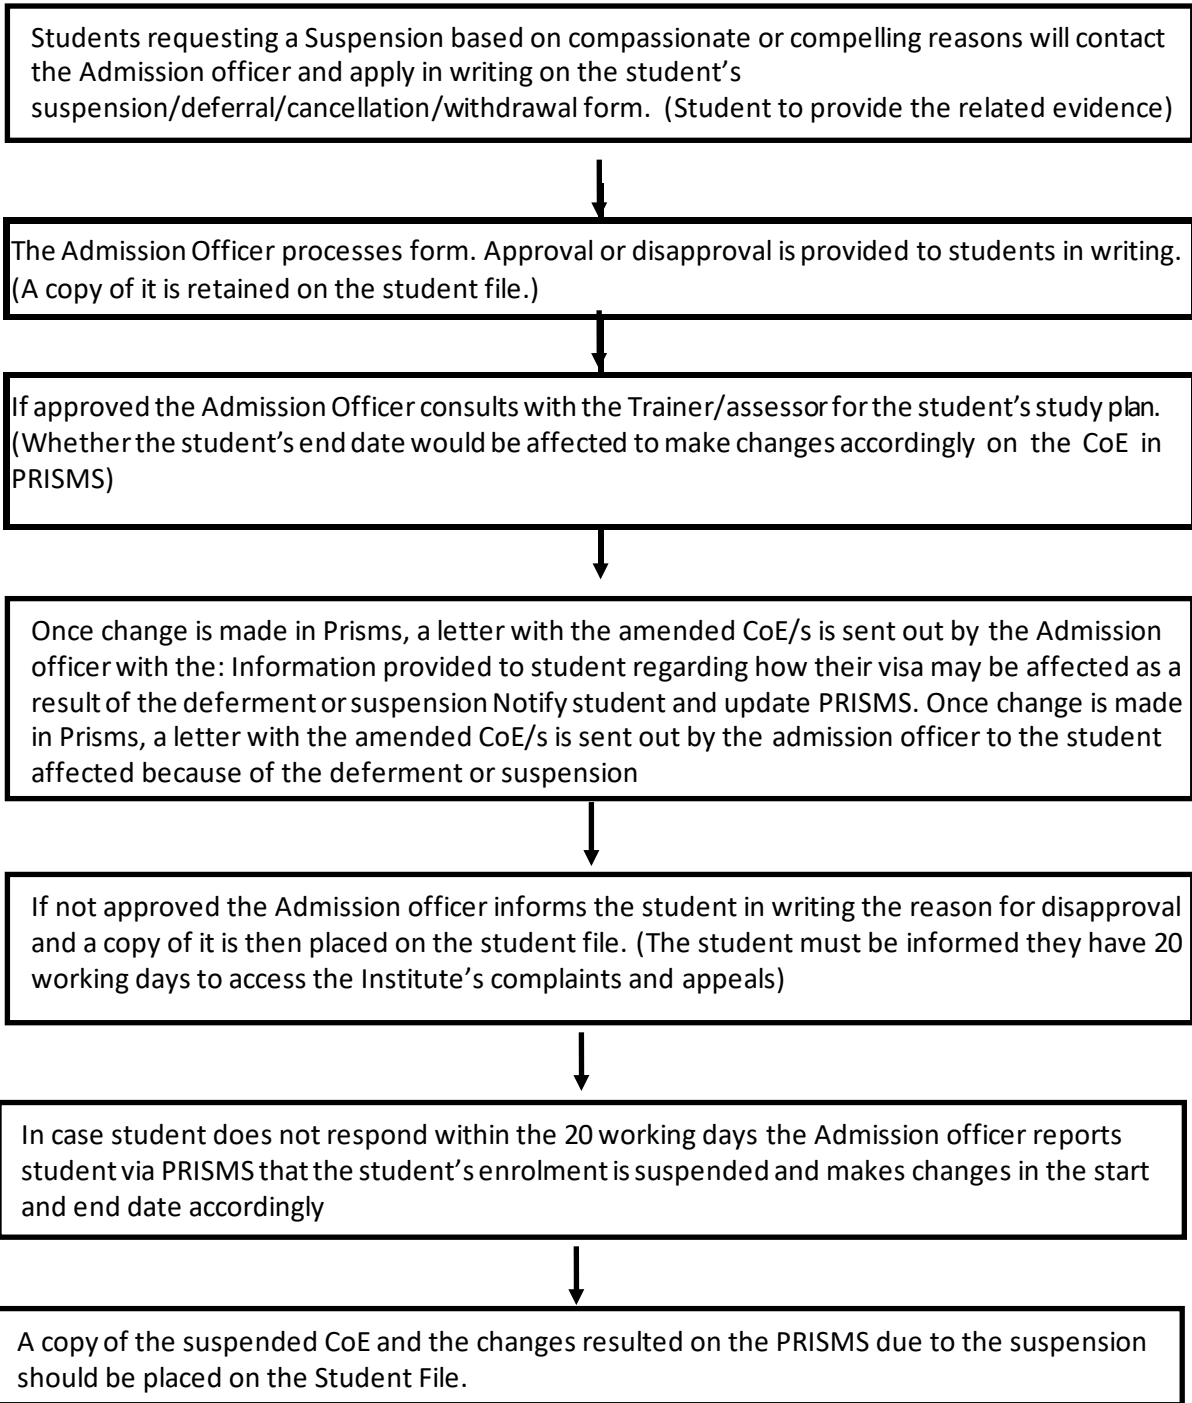 Students requesting a Suspension based on compassionate or compelling reasons will contact
the Admission officer and apply in writing on the student’s
suspension/deferral/cancellation/withdrawal form. (Student to provide the related evidence)
The Admission Officer processes form. Approval or disapproval is provided to students in writing.
(A copy of it is retained on the student file.)
If approved the Admission Officer consults with the Trainer/assessor for the student’s study plan.
(Whether the student’s end date would be affected to make changes accordingly on the CoE in
PRISMS)
Once change is made in Prisms, a letter with the amended CoE/s is sent out by the Admission
officer with the: Information provided to student regarding how their visa may be affected as a
result of the deferment or suspension Notify student and update PRISMS. Once change is made
in Prisms, a letter with the amended CoE/s is sent out by the admission officer to the student
affected because of the deferment or suspension
If not approved the Admission officer informs the student in writing the reason for disapproval
and a copy of it is then placed on the student file. (The student must be informed they have 20
working days to access the Institute’s complaints and appeals)
In case student does not respond within the 20 working days the Admission officer reports
student via PRISMS that the student’s enrolment is suspended and makes changes in the start
and end date accordingly
A copy of the suspended CoE and the changes resulted on the PRISMS due to the suspension
should be placed on the Student File.